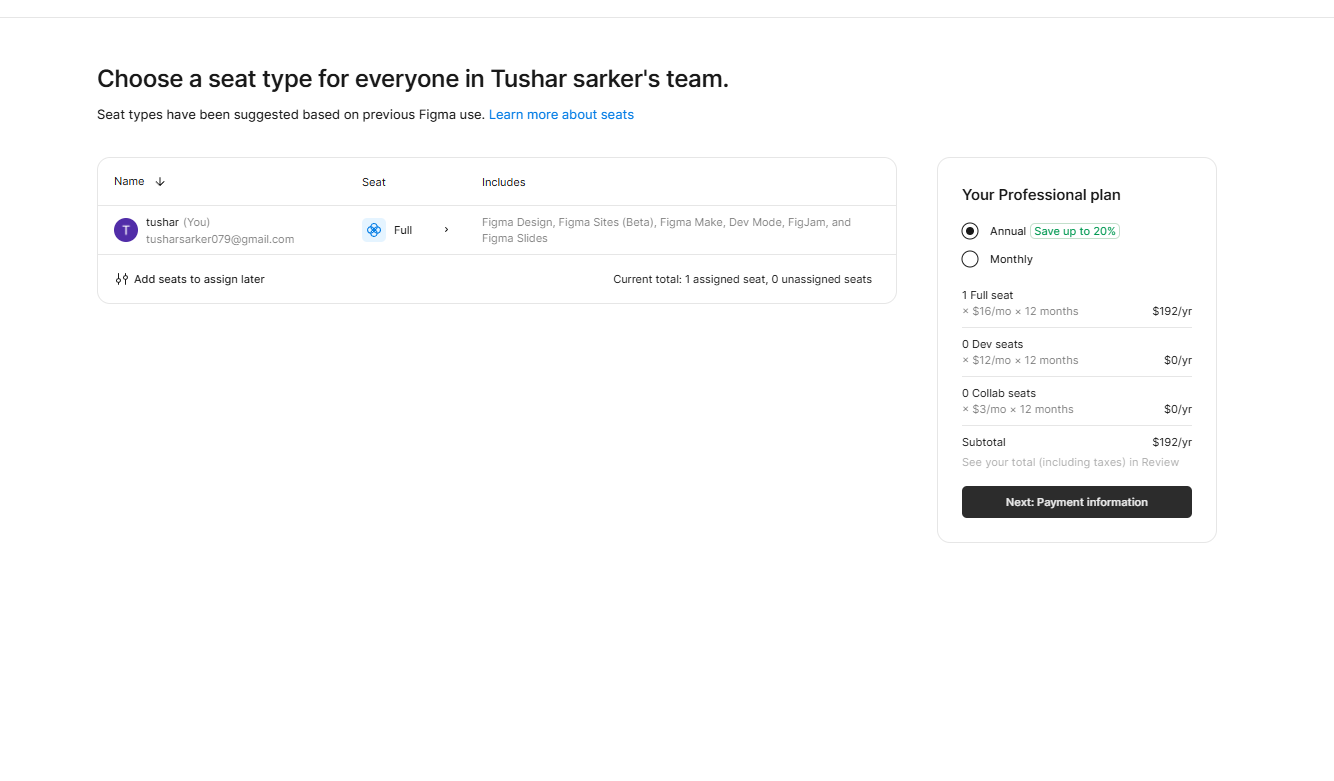 Choose a seat type for everyone in Tushar sarker's team.
Seat types have been suggested based on previous Figma use. Learn more about seats
Name ↓ Seat Includes
T
tushar (You)
tusharsarker079@gmail.com
Full
Figma Design, Figma Sites (Beta), Figma Make, Dev Mode, FigJam, and
Figma Slides
Add seats to assign later
Current total: 1 assigned seat, 0 unassigned seats
Your Professional plan
Annual Save up to 20%
Monthly
1 Full seat
× $16/mo × 12 months $192/yr
0 Dev seats
× $12/mo × 12 months $0/yr
0 Collab seats
× $3/mo × 12 months $0/yr
Subtotal $192/yr
See your total (including taxes) in Review
Next: Payment information